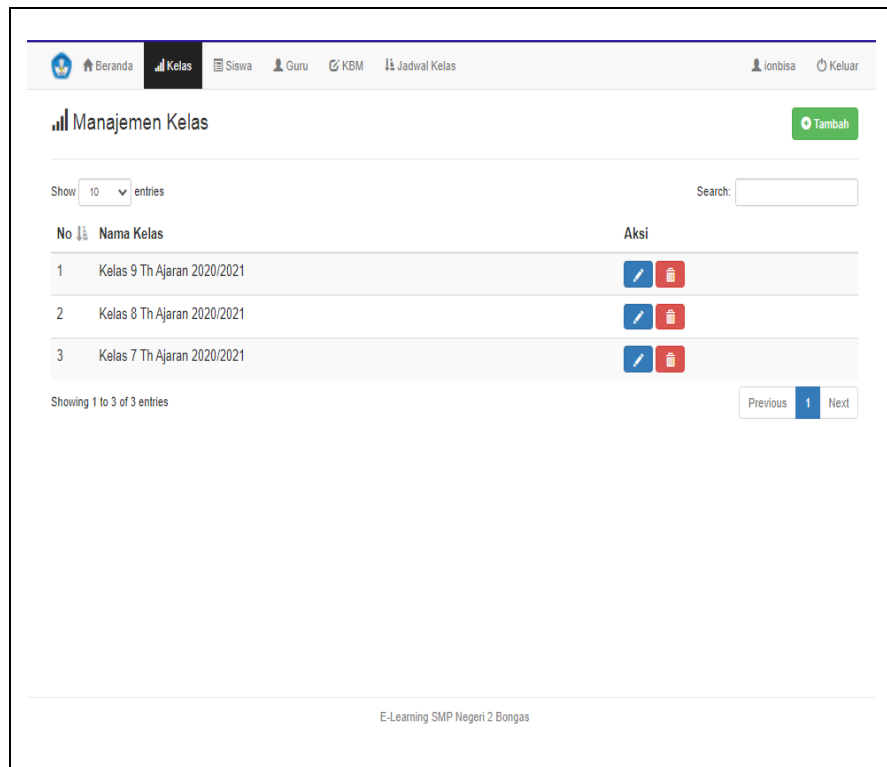 Beranda Kelas Siswa Guru KBM Jadwal Kelas ionbisa Keluar
Manajemen Kelas Tambah
Show 10 entries Search:
No Nama Kelas Aksi
1 Kelas 9 Th Ajaran 2020/2021
2 Kelas 8 Th Ajaran 2020/2021
3 Kelas 7 Th Ajaran 2020/2021
Showing 1 to 3 of 3 entries Previous 1 Next
E-Learning SMP Negeri 2 Bongas